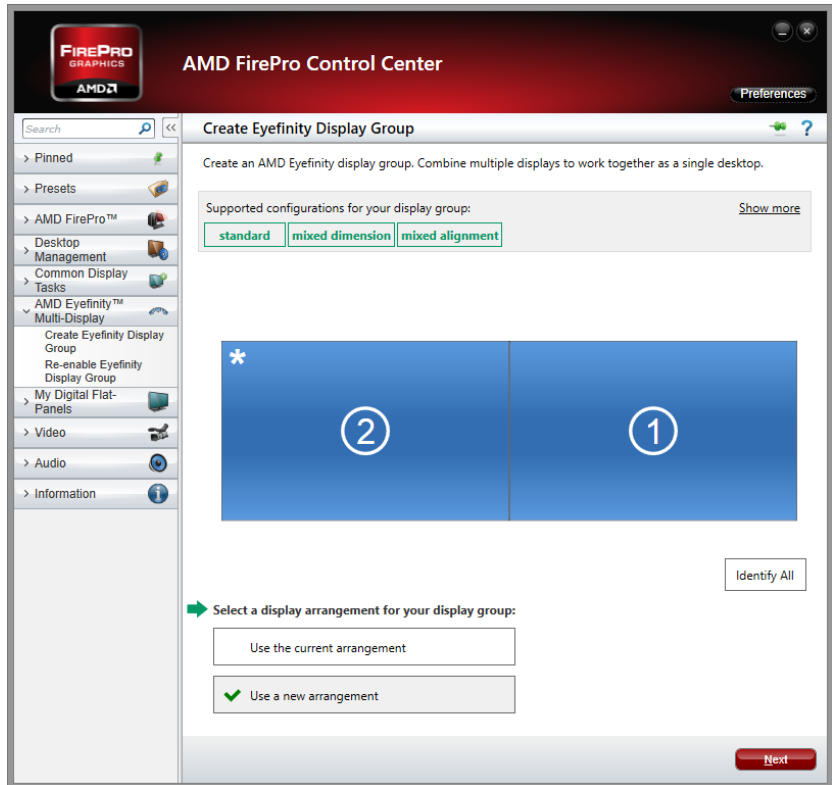 FIREPRO
GRAPHICS
AMD
AMD FirePro Control Center
Preferences
Search
<<
Create Eyefinity Display Group
?
> Pinned
Create an AMD Eyefinity display group. Combine multiple displays to work together as a single desktop.
> Presets
Supported configurations for your display group:
Show more
> AMD FirePro™
standard
mixed dimension
mixed alignment
> Desktop
Management
> Common Display
Tasks
AMD Eyefinity™
Multi-Display
Create Eyefinity Display
Group
Re-enable Eyefinity
Display Group
> My Digital Flat-
Panels
> Video
> Audio
> Information
*
2
1
Identify All
Select a display arrangement for your display group:
Use the current arrangement
Use a new arrangement
Next